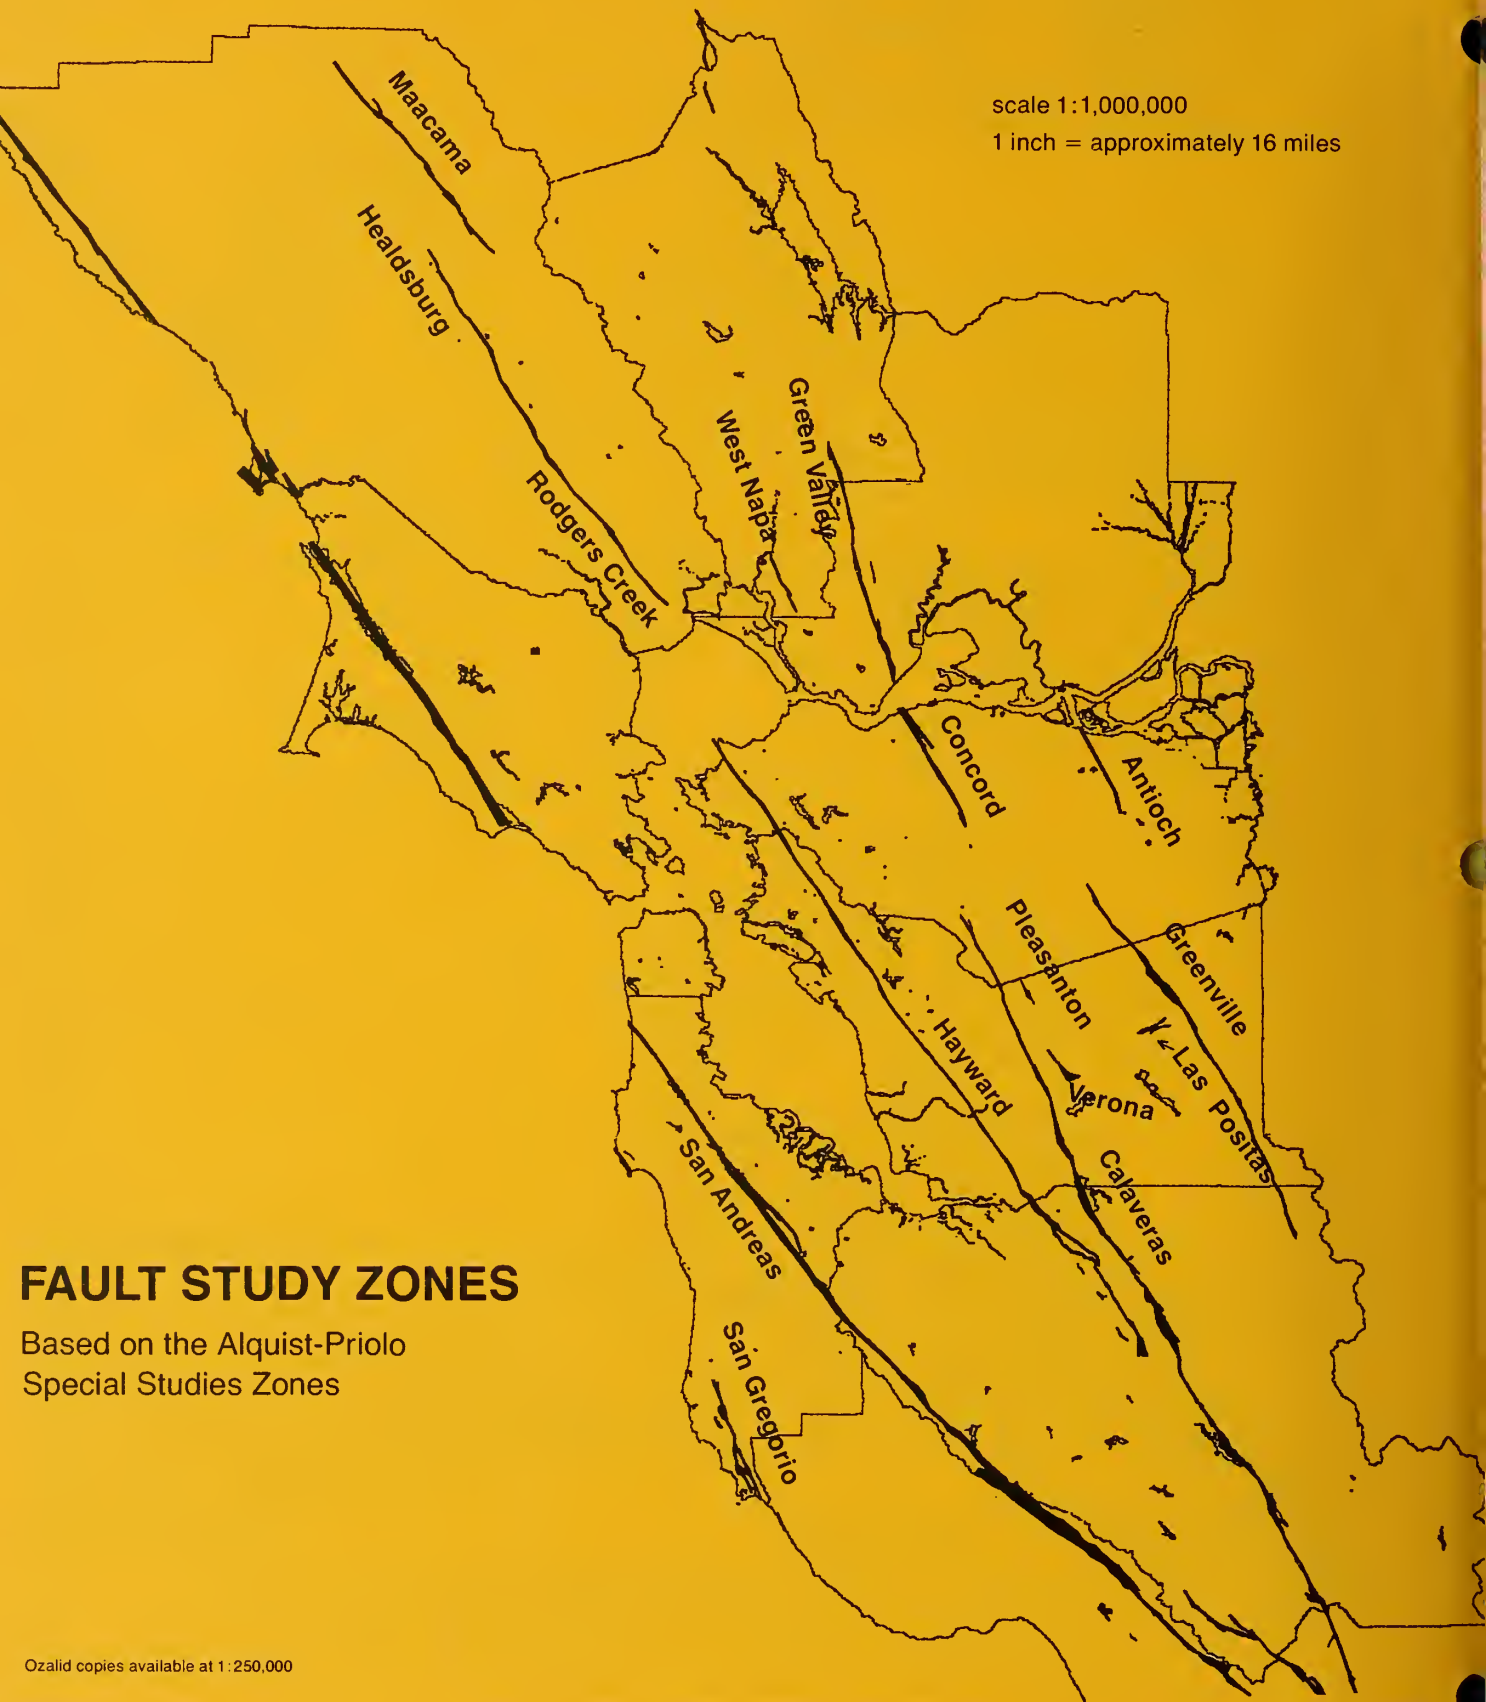 scale 1:1,000,000
1 inch = approximately 16 miles
Maacama
Healdsburg
Rodgers Creek
West Napa
Green Valley
Concord
Antioch
Pleasanton
Greenville
Hayward
Las Positas
Verona
Calaveras
San Andreas
San Gregorio
FAULT STUDY ZONES
Based on the Alquist-Priolo
Special Studies Zones
Ozalid copies available at 1:250,000